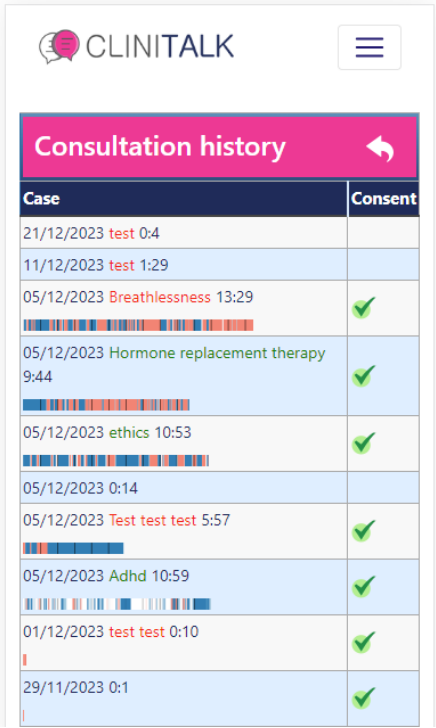 CLINITALK
Consultation history
Case Consent
21/12/2023 test 0:4
11/12/2023 test 1:29
05/12/2023 Breathlessness 13:29
05/12/2023 Hormone replacement therapy
9:44
05/12/2023 ethics 10:53
05/12/2023 0:14
05/12/2023 Test test test 5:57
05/12/2023 Adhd 10:59
01/12/2023 test test 0:10
29/11/2023 0:1